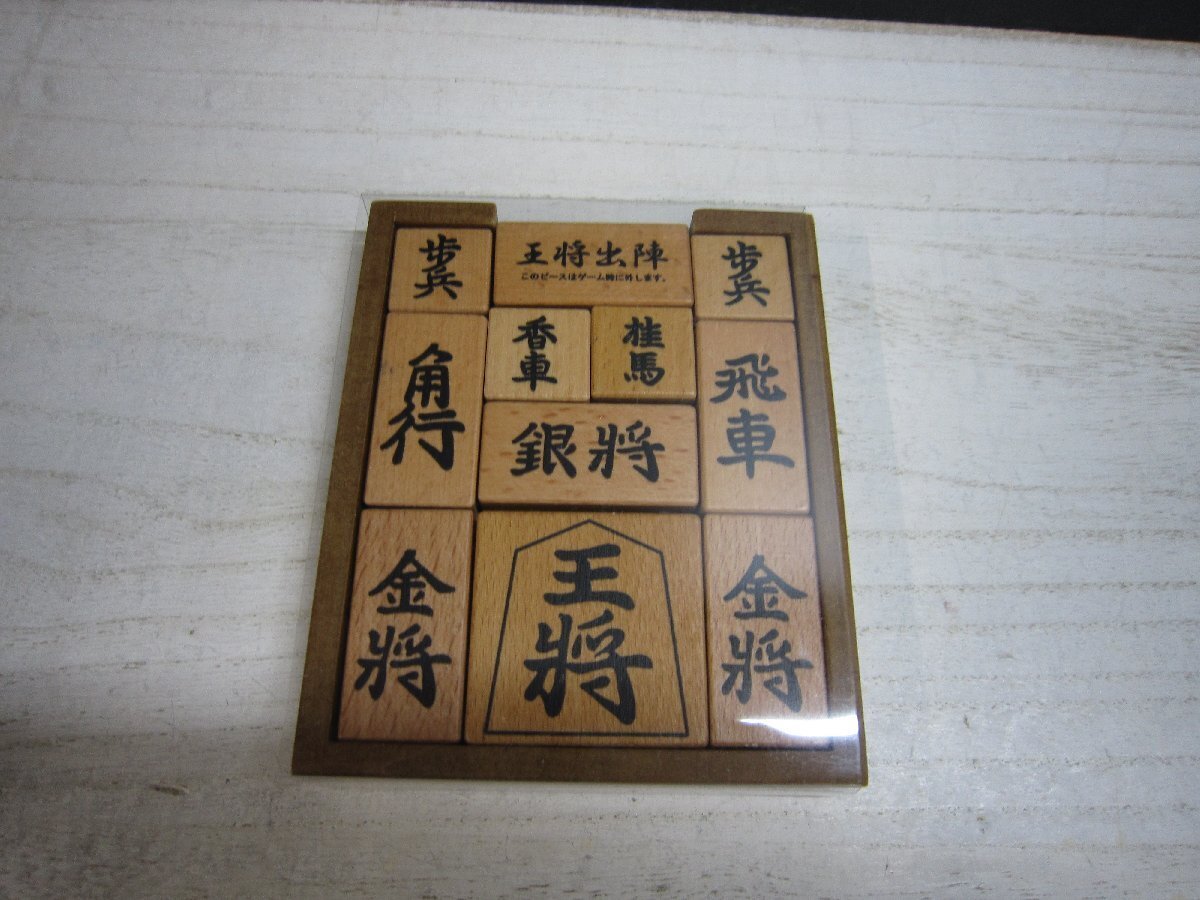 歩兵
王将出陣
このピースはゲーム時に外します。
歩兵
角行
香車
桂馬
飛車
銀将
金将
王将
金将